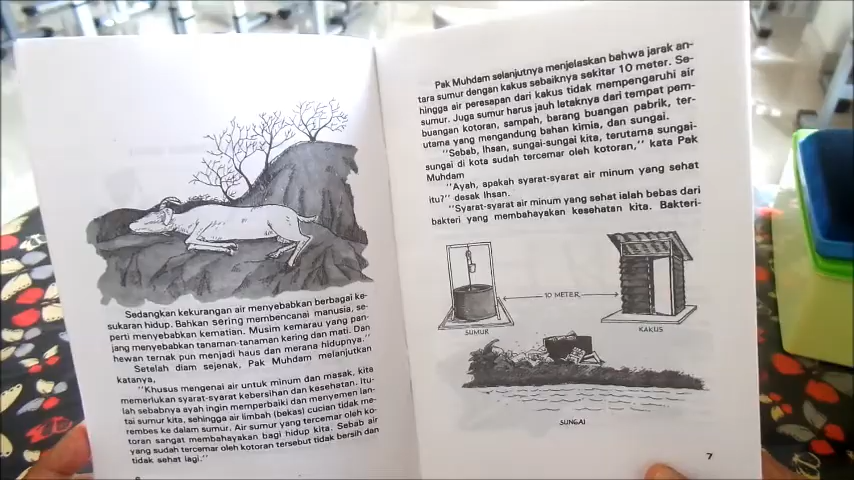 Sedangkan kekurangan air menyebabkan berbagai ke-
sukaran hidup. Bahkan sering membencanai manusia, se-
perti menyebabkan kematian. Musim kemarau yang pan-
jang menyebabkan tanaman-tanaman kering dan mati. Dan
hewan ternak pun menjadi haus dan merana hidupnya."
Setelah diam sejenak, Pak Muhdam melanjutkan
katanya,
"Khusus mengenai air untuk minum dan masak, kita
memerlukan syarat-syarat kebersihan dan kesehatan. Itu-
lah sebabnya ayah ingin memperbaiki dan menyemen lan-
tai sumur kita, sehingga air limbah (bekas) cucian tidak me-
rembes ke dalam sumur. Air sumur yang tercemar oleh ko-
toran sangat membahayakan bagi hidup kita. Sebab air
yang tercemar oleh kotoran tersebut tidak bersih dan
tidak sehat lagi."
Pak Muhdam selanjutnya menjelaskan bahwa jarak an-
tara sumur dengan kakus sebaiknya sekitar 10 meter. Se-
hingga air peresapan dari kakus tidak mempengaruhi air
sumur. Juga sumur harus jauh letaknya dari tempat pem-
buangan kotoran, sampah, barang buangan pabrik, ter-
utama yang mengandung bahan kimia, dan sungai.
"Sebab, Ihsan, sungai-sungai kita, terutama sungai-
sungai di kota sudah tercemar oleh kotoran," kata Pak
Muhdam.
"Ayah, apakah syarat-syarat air minum yang sehat
itu?" desak Ihsan.
"Syarat-syarat air minum yang sehat ialah bebas dari
bakteri yang membahayakan kesehatan kita. Bakteri-
10 METER
SUMUR
KAKUS
SUNGAI
7